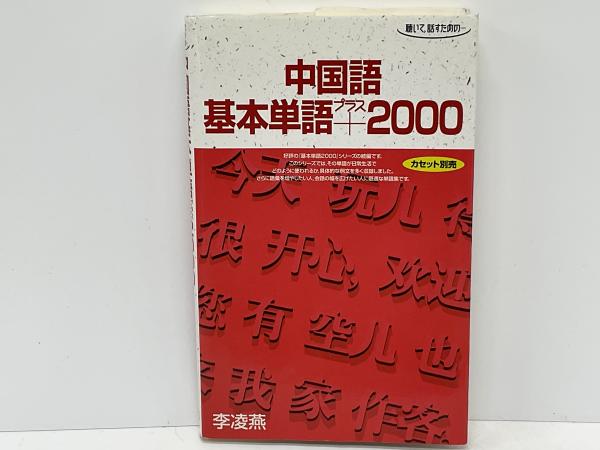 聴いて,話すための—
中国語
基本単語プラス+2000
好評の「基本単語2000」シリーズの続編です。
このシリーズでは、その単語が日常生活で
どのように使われるか、具体的な例文を多く収録しました。
さらに語彙を増やしたい人、会話の幅を広げたい人に最適な単語集です。
カセット別売
今天 玩儿 得
很 开心, 欢迎
您 有 空儿 也
来 我 家 作客
李凌燕